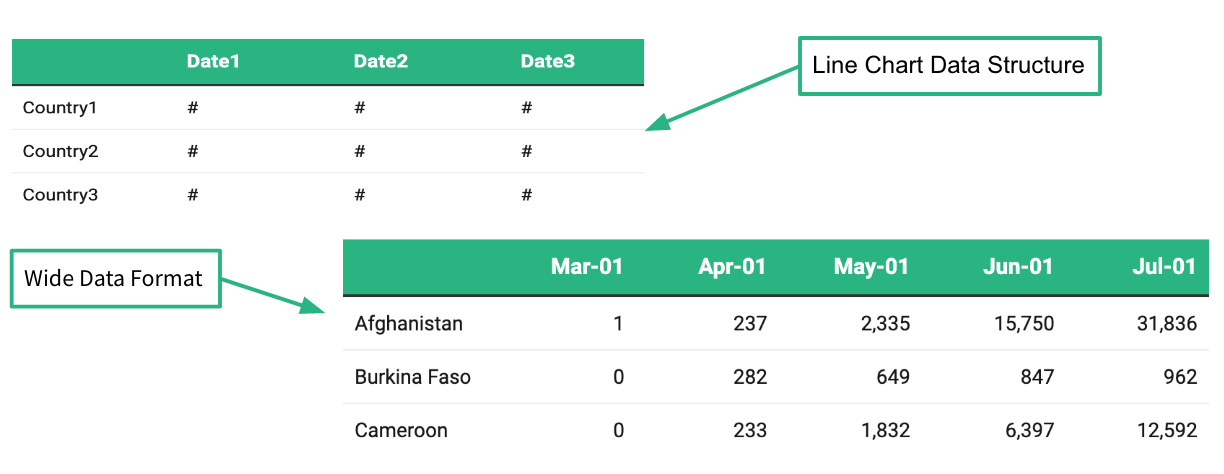 Date1 Date2 Date3
Country1 # # #
Country2 # # #
Country3 # # #
Line Chart Data Structure
Wide Data Format
Mar-01 Apr-01 May-01 Jun-01 Jul-01
Afghanistan 1 237 2,335 15,750 31,836
Burkina Faso 0 282 649 847 962
Cameroon 0 233 1,832 6,397 12,592